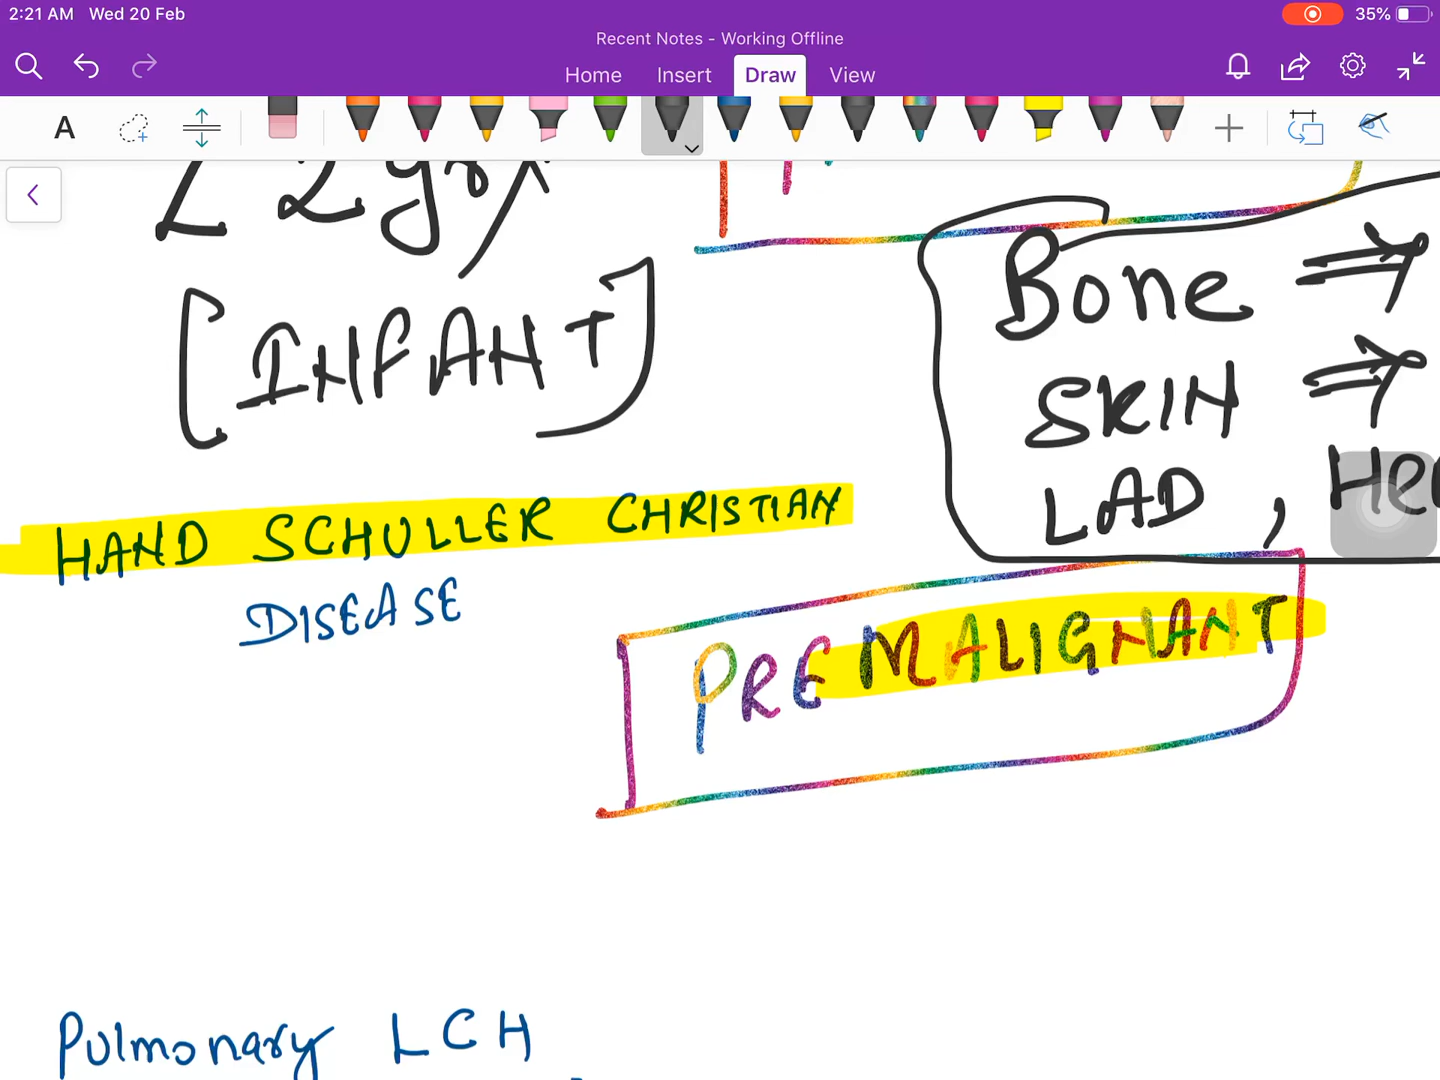 2:21 AM Wed 20 Feb
35%
Recent Notes - Working Offline
Home Insert Draw View
A
[INFANT]
Bone ⇒
SKIN ⇒
LAD ,
HAND SCHULLER CHRISTIAN
DISEASE
PREMALIGNANT
Pulmonary LCH